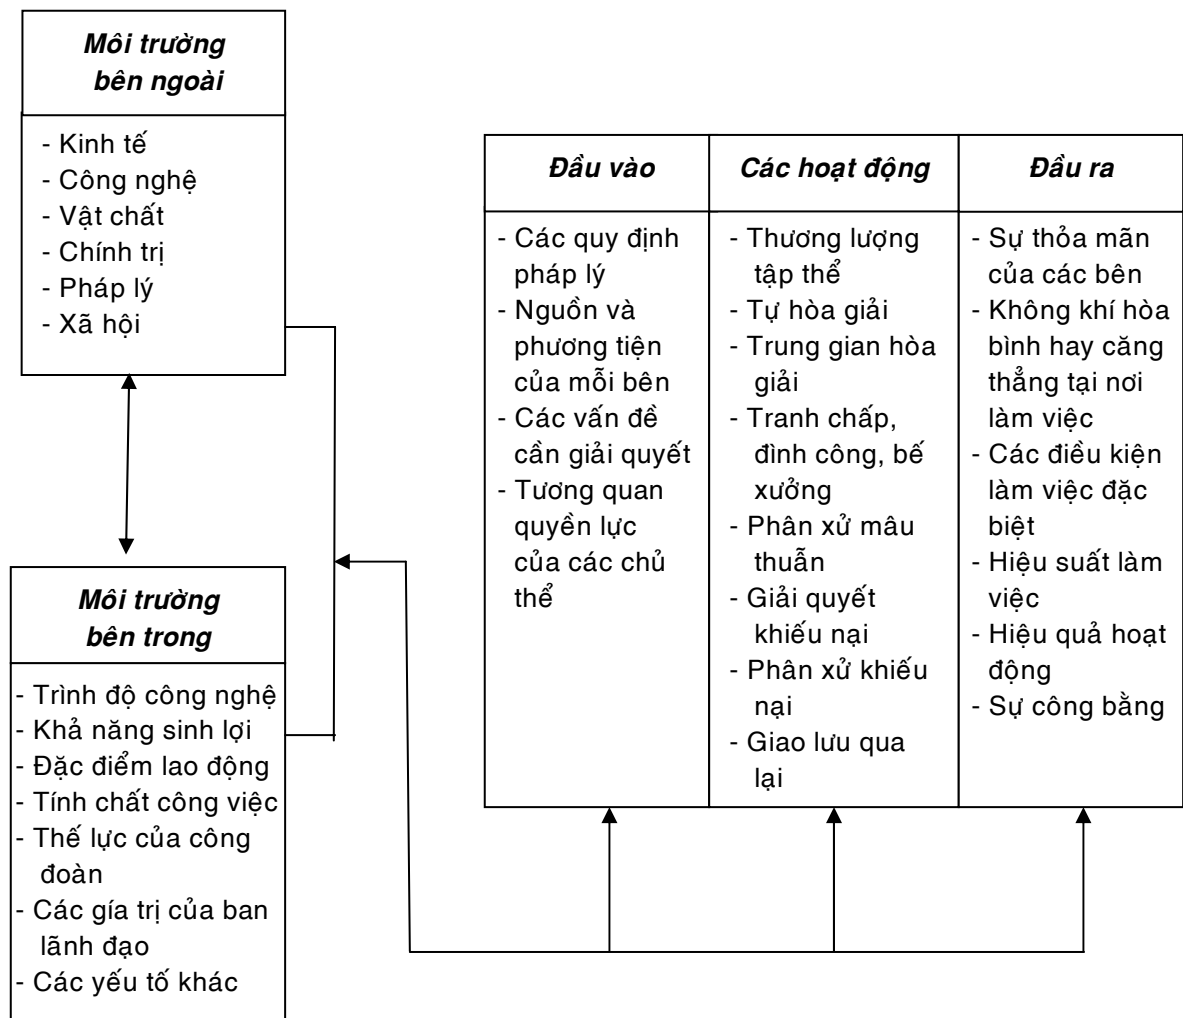 Môi trường
bên ngoài
- Kinh tế
- Công nghệ
- Vật chất
- Chính trị
- Pháp lý
- Xã hội
Môi trường
bên trong
- Trình độ công nghệ
- Khả năng sinh lợi
- Đặc điểm lao động
- Tính chất công việc
- Thế lực của công
đoàn
- Các gía trị của ban
lãnh đạo
- Các yếu tố khác
Đầu vào
- Các quy định
pháp lý
- Nguồn và
phương tiện
của mỗi bên
- Các vấn đề
cần giải quyết
- Tương quan
quyền lực
của các chủ
thể
Các hoạt động
- Thương lượng
tập thể
- Tự hòa giải
- Trung gian hòa
giải
- Tranh chấp,
đình công, bế
xưởng
- Phân xử mâu
thuẫn
- Giải quyết
khiếu nại
- Phân xử khiếu
nại
- Giao lưu qua
lại
Đầu ra
- Sự thỏa mãn
của các bên
- Không khí hòa
bình hay căng
thẳng tại nơi
làm việc
- Các điều kiện
làm việc đặc
biệt
- Hiệu suất làm
việc
- Hiệu quả hoạt
động
- Sự công bằng